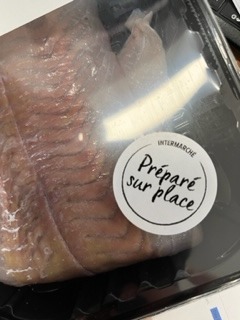 INTERMARCHÉ
Préparé
sur place